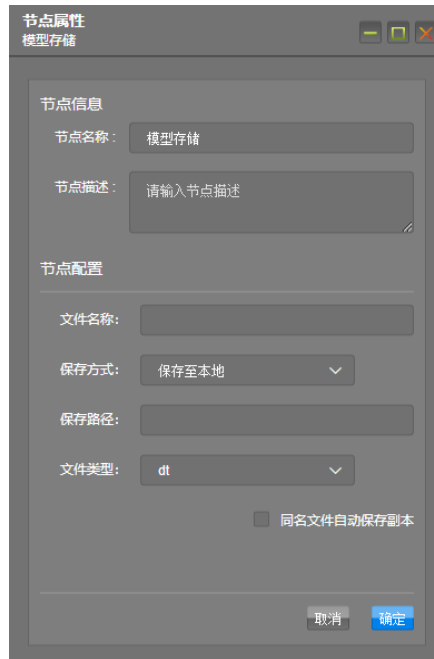 节点属性
模型存储
节点信息
节点名称： 模型存储
节点描述： 请输入节点描述
节点配置
文件名称：
保存方式： 保存至本地
保存路径：
文件类型： dt
同名文件自动保存副本
取消 确定